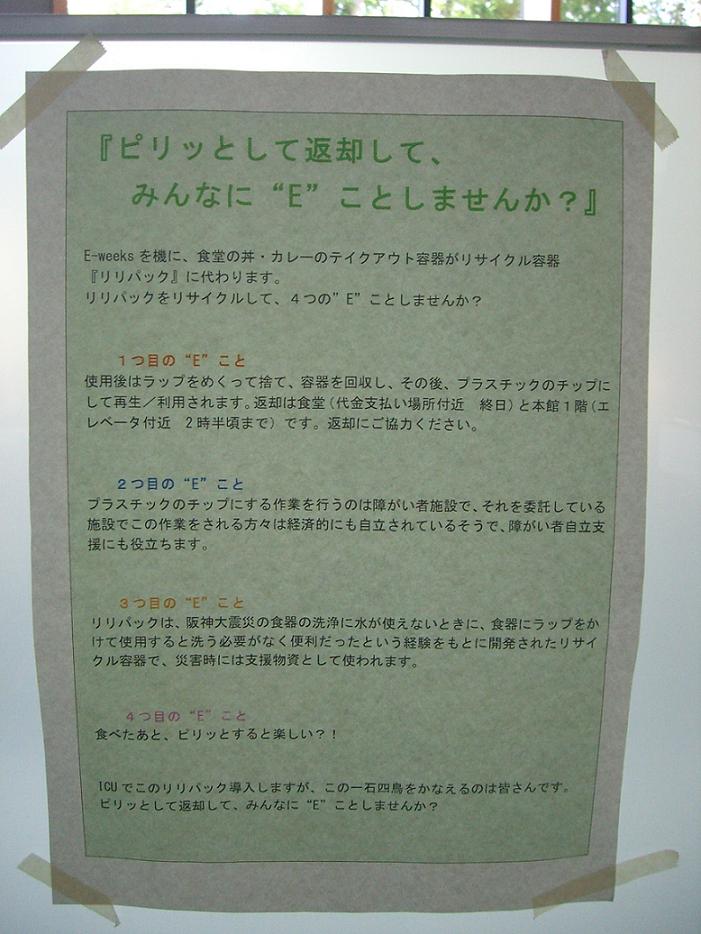 『ピリッとして返却して、
みんなに“E”ことしませんか？』
E-weeks を機に、食堂の丼・カレーのテイクアウト容器がリサイクル容器
『リリパック』に代わります。
リリパックをリサイクルして、４つの”E”ことしませんか？
１つ目の“E”こと
使用後はラップをめくって捨て、容器を回収し、その後、プラスチックのチップに
して再生／利用されます。返却は食堂（代金支払い場所付近　終日）と本館１階（エ
レベータ付近　２時半頃まで）です。返却にご協力ください。
２つ目の“E”こと
プラスチックのチップにする作業を行うのは障がい者施設で、それを委託している
施設でこの作業をされる方々は経済的にも自立されているそうで、障がい者自立支
援にも役立ちます。
３つ目の“E”こと
リリパックは、阪神大震災の食器の洗浄に水が使えないときに、食器にラップをか
けて使用すると洗う必要がなく便利だったという経験をもとに開発されたリサイ
クル容器で、災害時には支援物資として使われます。
４つ目の“E”こと
食べたあと、ピリッとすると楽しい？！
ICU でこのリリパック導入しますが、この一石四鳥をかなえるのは皆さんです。
ピリッとして返却して、みんなに“E”ことしませんか？